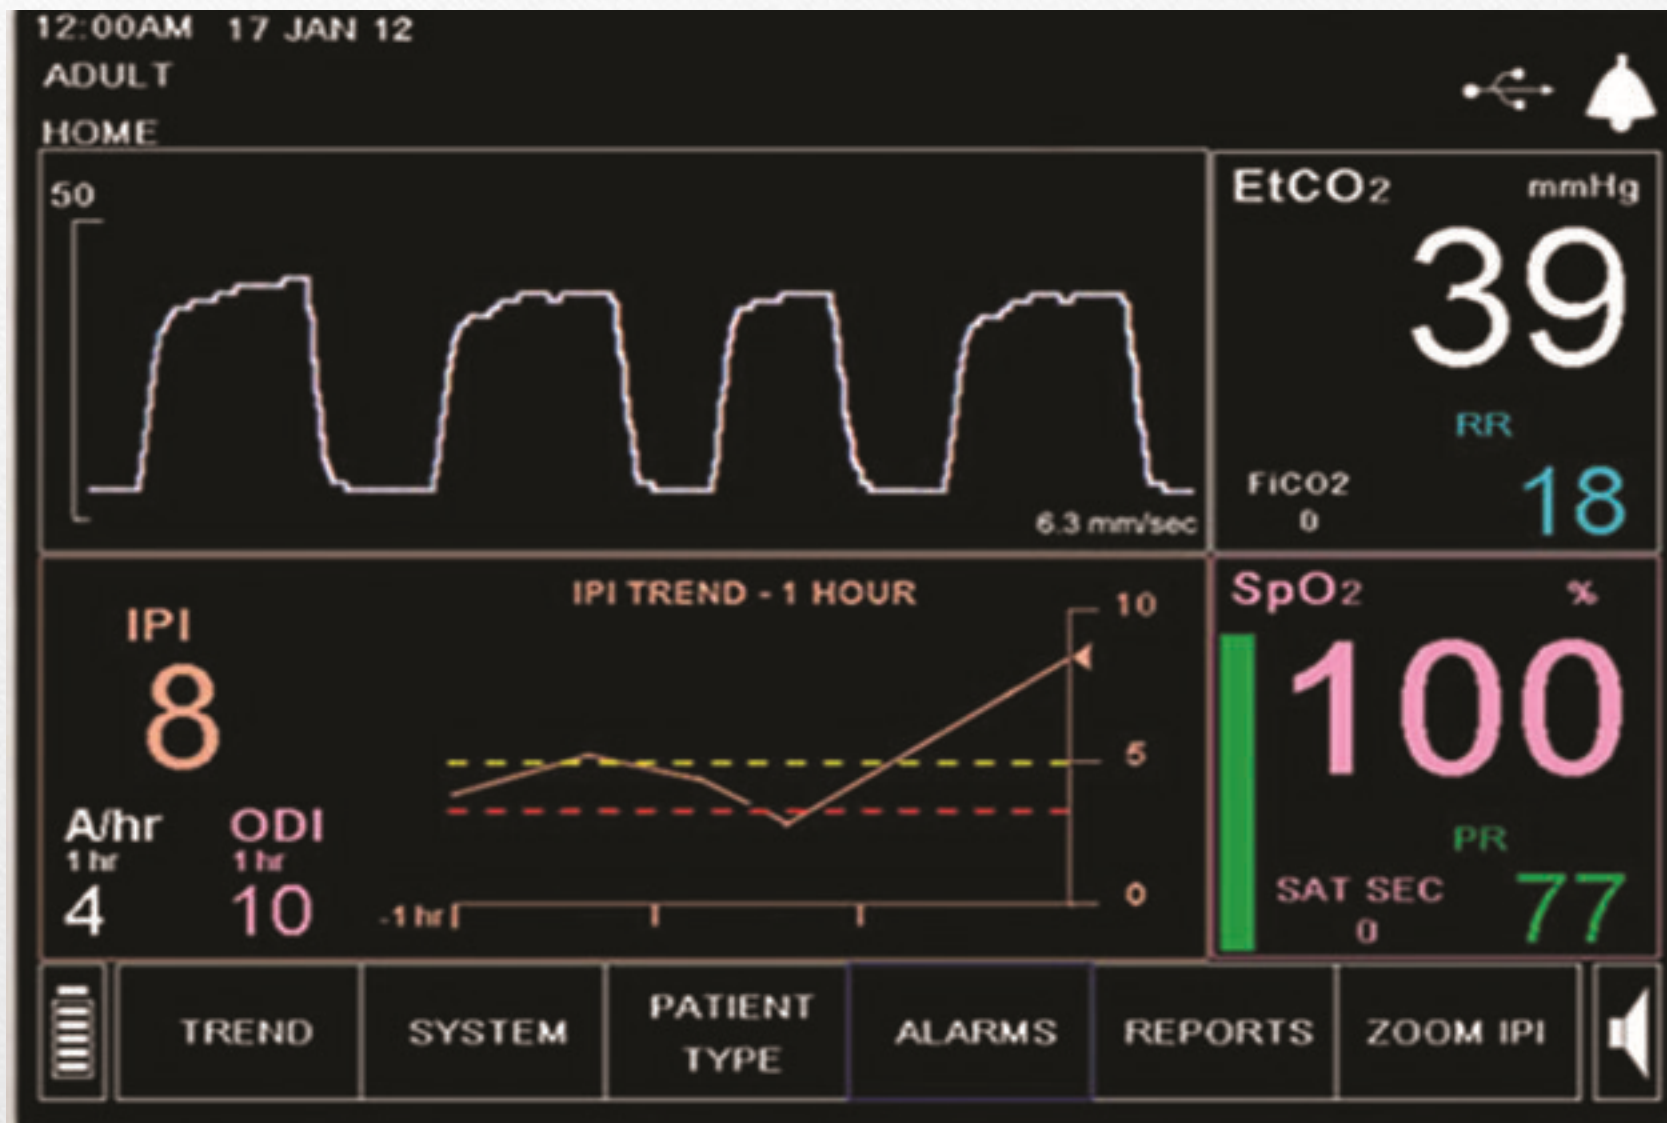 12:00AM 17 JAN 12
ADULT
HOME
50
6.3 mm/sec
EtCO2 mmHg
39
RR
18
FiCO2
0
IPI
8
A/hr
1 hr
4
ODI
1 hr
10
IPI TREND - 1 HOUR
10
5
0
-1 hr
SpO2 %
100
PR
77
SAT SEC
0
TREND
SYSTEM
PATIENT
TYPE
ALARMS
REPORTS
ZOOM IPI